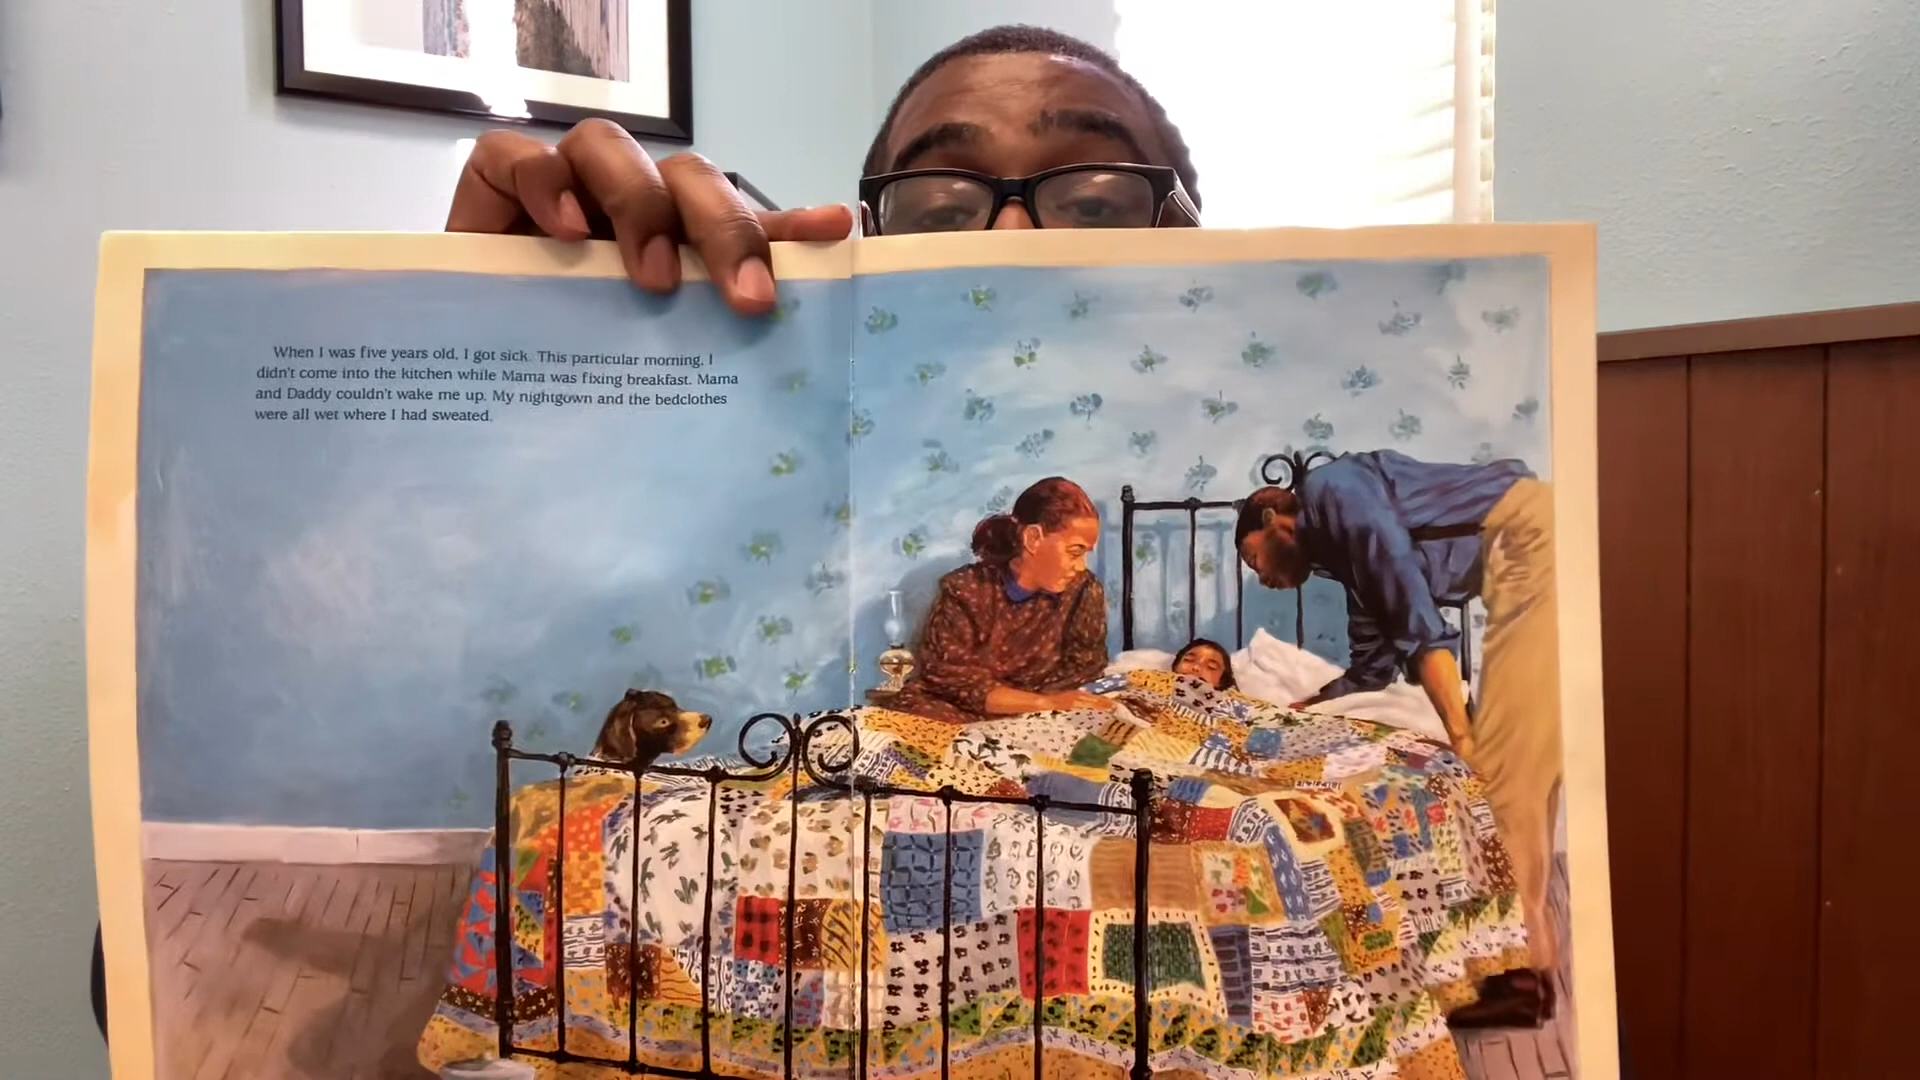 When I was five years old, I got sick. This particular morning, I
didn't come into the kitchen while Mama was fixing breakfast. Mama
and Daddy couldn't wake me up. My nightgown and the bedclothes
were all wet where I had sweated.